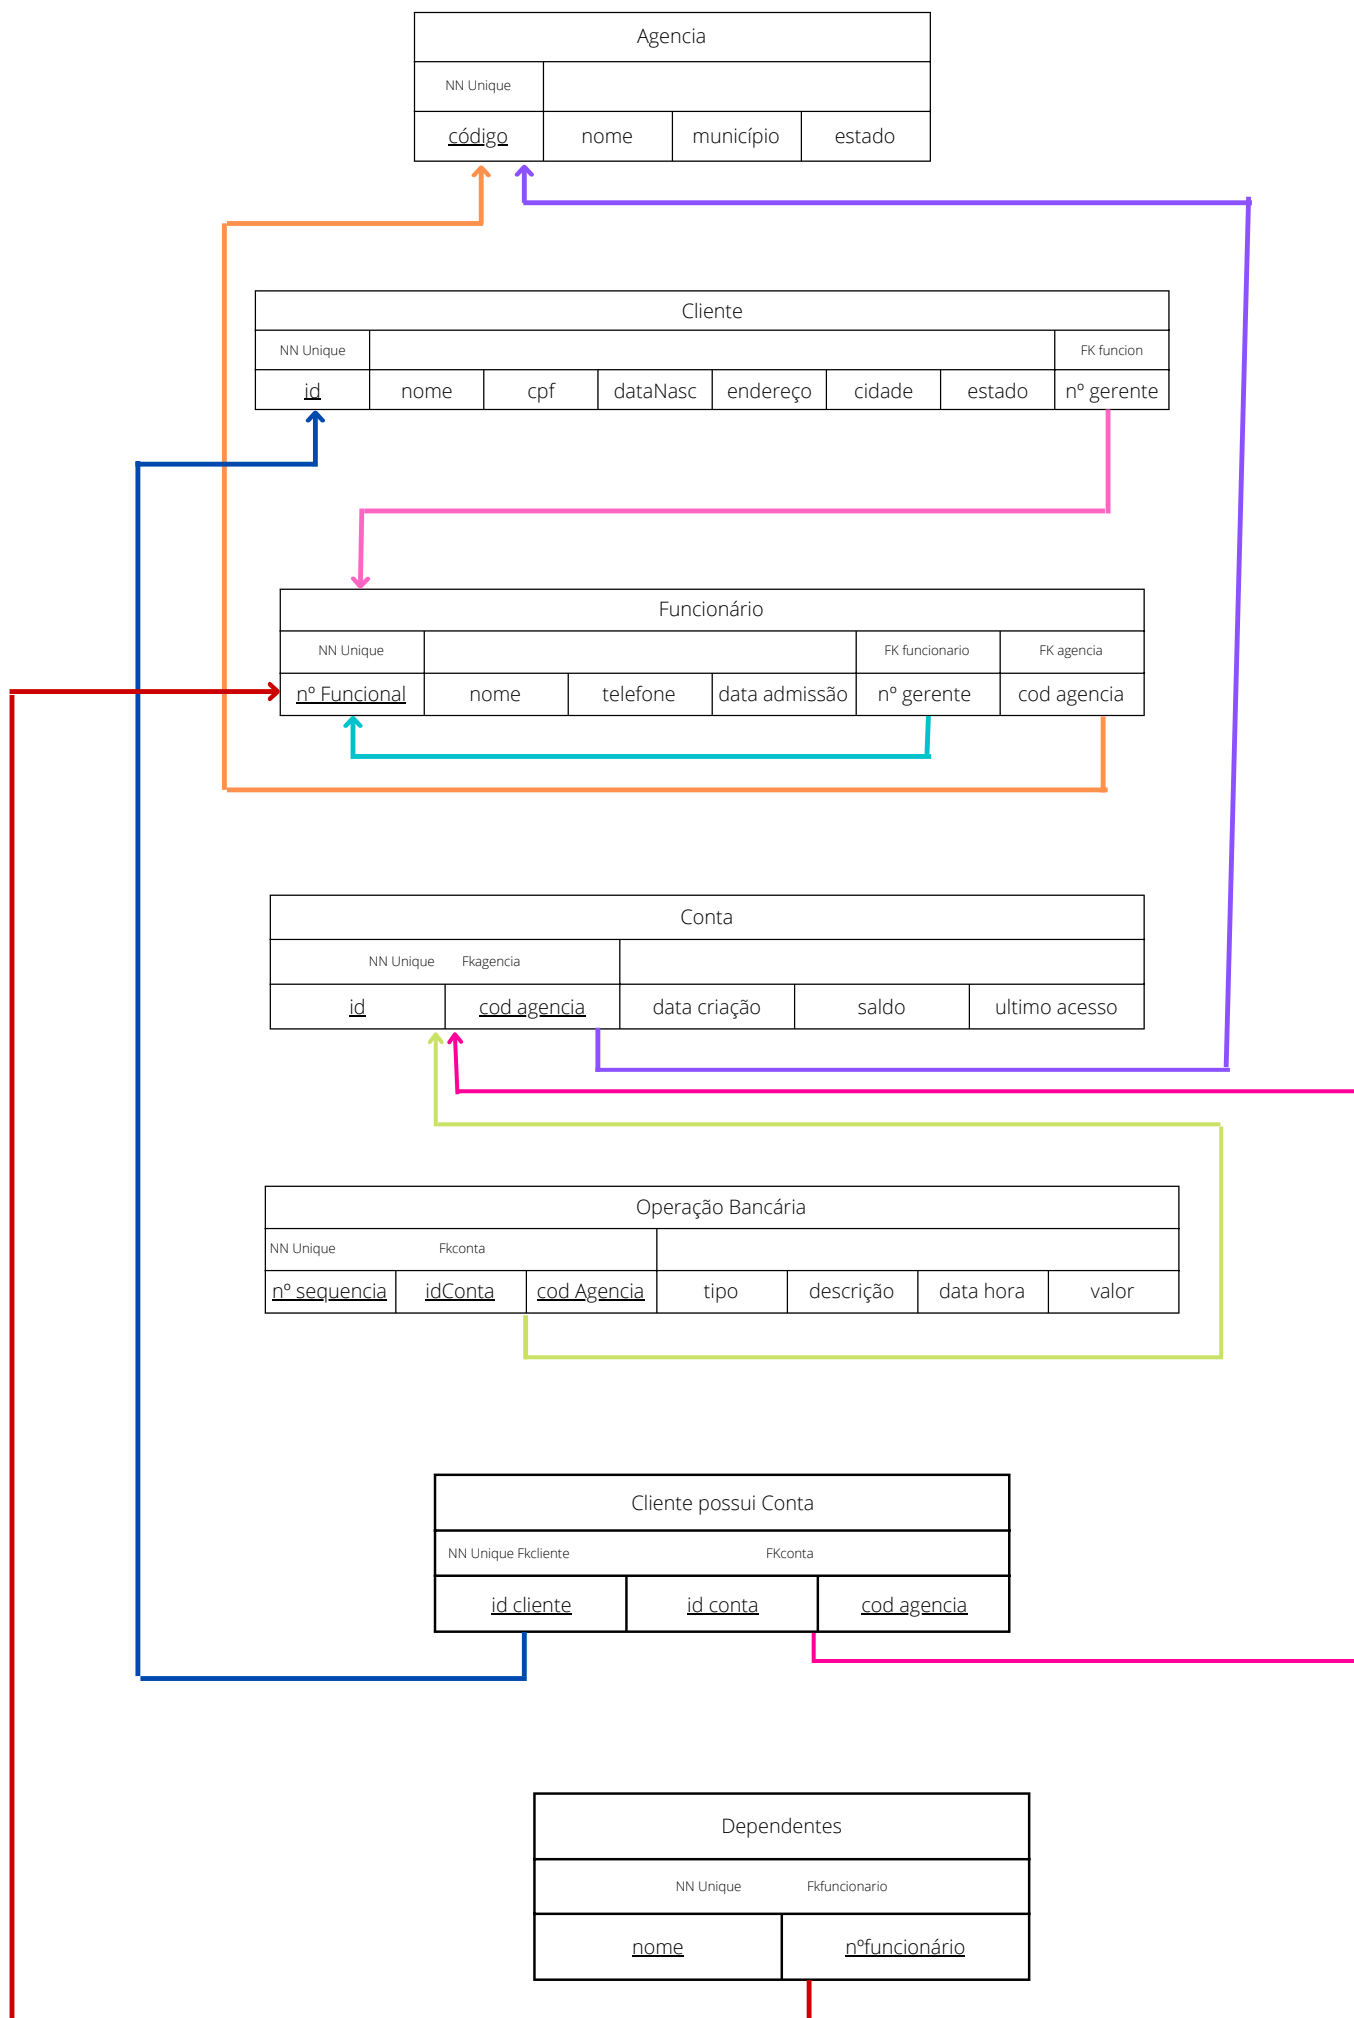 Agencia
NN Unique
código nome município estado
Cliente
NN Unique FK funcion
id nome cpf dataNasc endereço cidade estado nº gerente
Funcionário
NN Unique FK funcionario FK agencia
nº Funcional nome telefone data admissão nº gerente cod agencia
Conta
NN Unique Fkagencia
id cod agencia data criação saldo ultimo acesso
Operação Bancária
NN Unique Fkconta
nº sequencia idConta cod Agencia tipo descrição data hora valor
Cliente possui Conta
NN Unique Fkcliente FKconta
id cliente id conta cod agencia
Dependentes
NN Unique Fkfuncionario
nome nºfuncionário